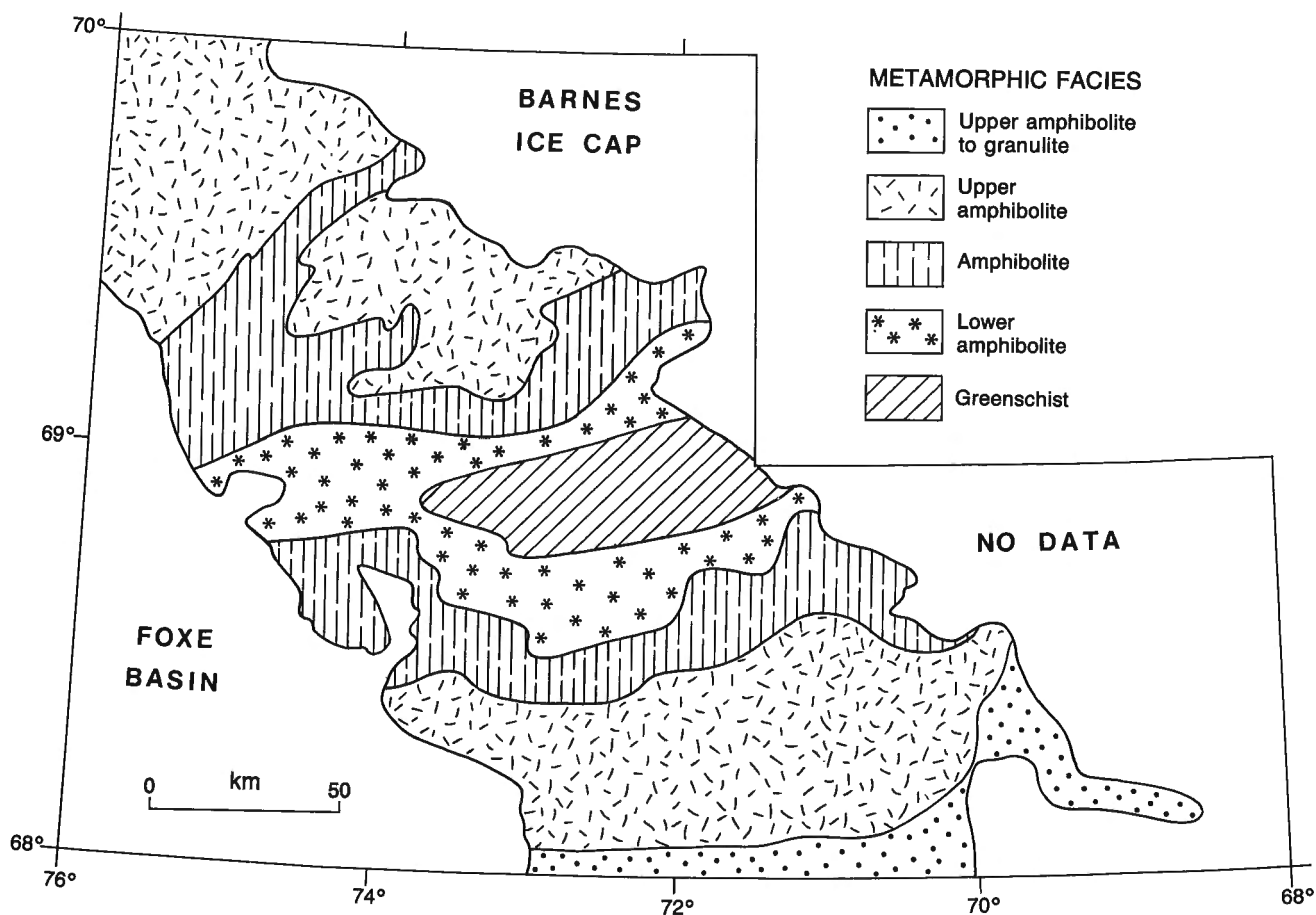 70°
BARNES
ICE CAP
METAMORPHIC FACIES
Upper amphibolite
to granulite
Upper
amphibolite
Amphibolite
Lower
amphibolite
Greenschist
69°
NO DATA
FOXE
BASIN
0 km 50
68°
76°
74°
72°
70°
68°